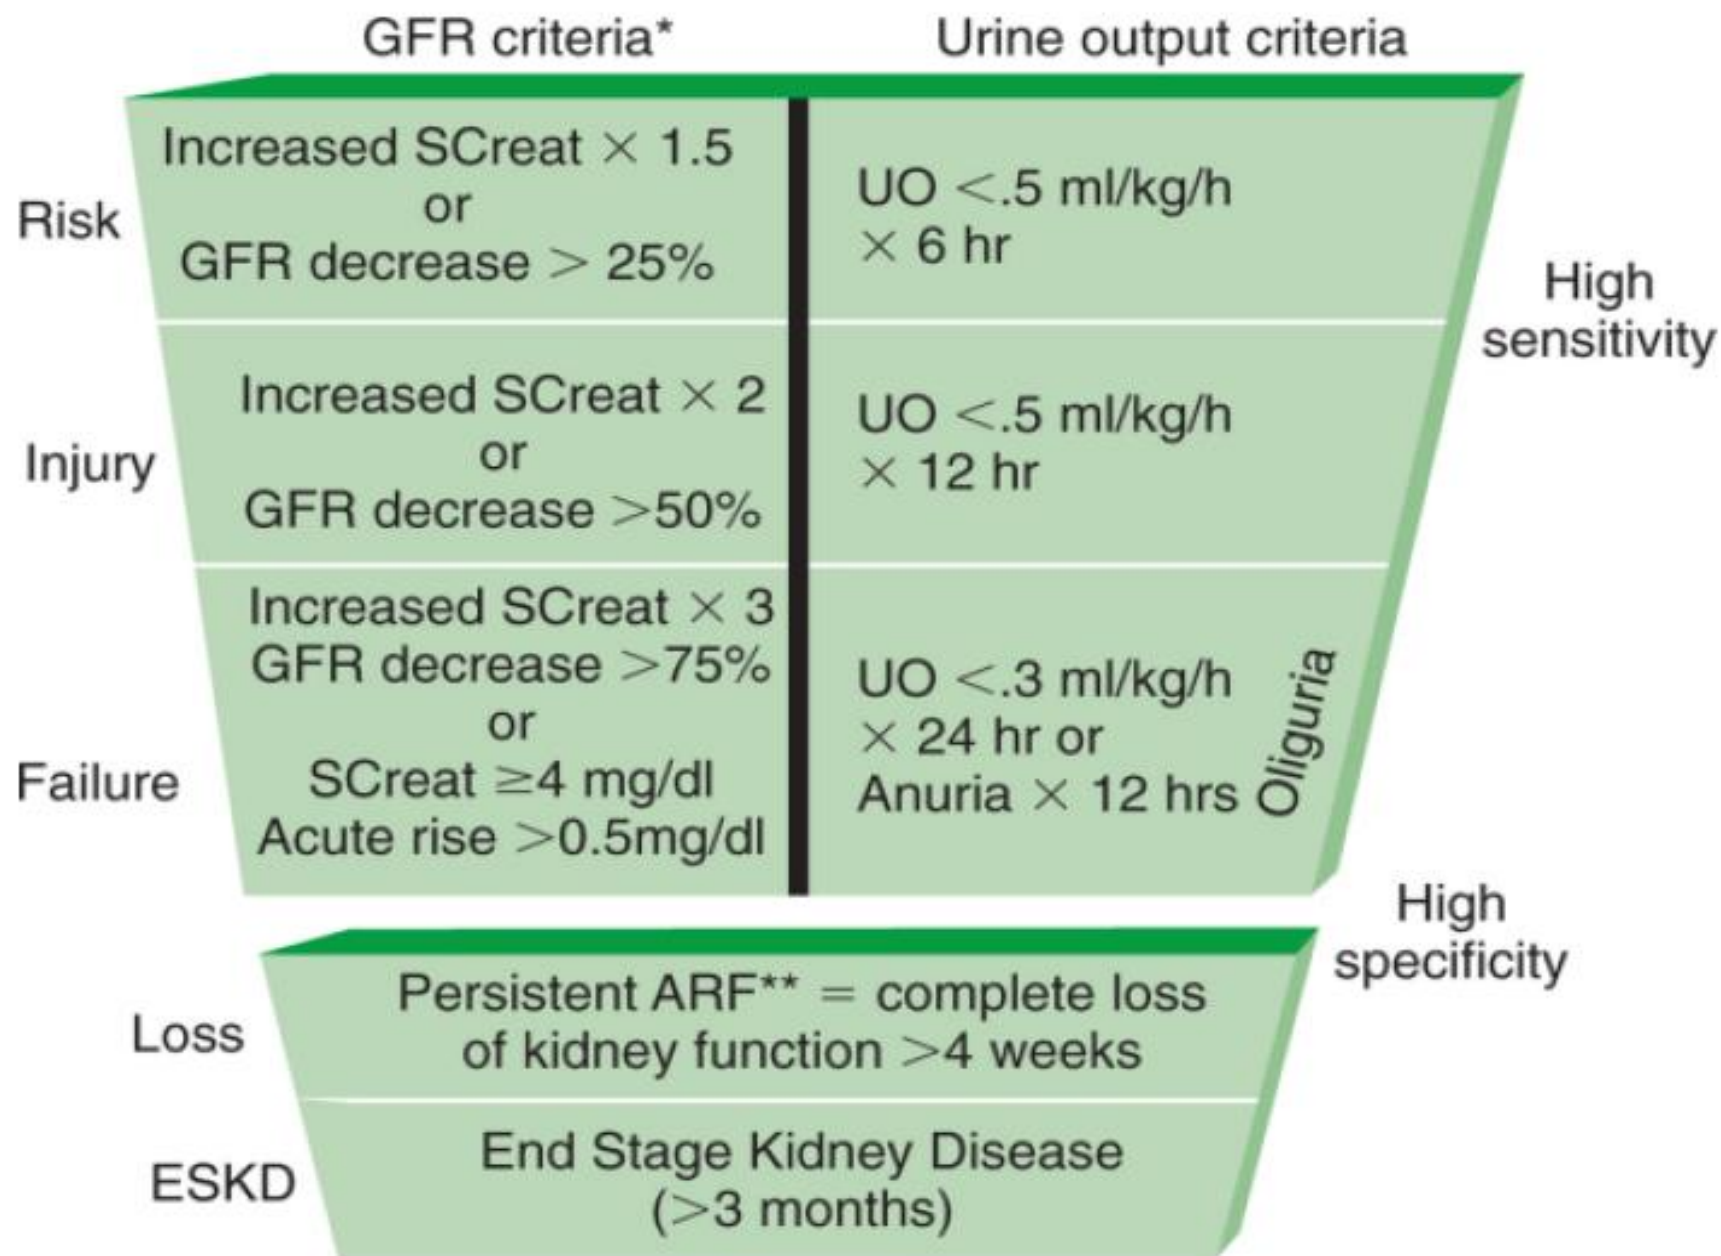 GFR criteria*
Urine output criteria
Risk
Increased SCreat × 1.5
or
GFR decrease > 25%
UO <.5 ml/kg/h
× 6 hr
High
sensitivity
Injury
Increased SCreat × 2
or
GFR decrease >50%
UO <.5 ml/kg/h
× 12 hr
Failure
Increased SCreat × 3
GFR decrease >75%
or
SCreat ≥4 mg/dl
Acute rise >0.5mg/dl
UO <.3 ml/kg/h
× 24 hr or
Anuria × 12 hrs
Oliguria
High
specificity
Loss
Persistent ARF** = complete loss
of kidney function >4 weeks
ESKD
End Stage Kidney Disease
(>3 months)